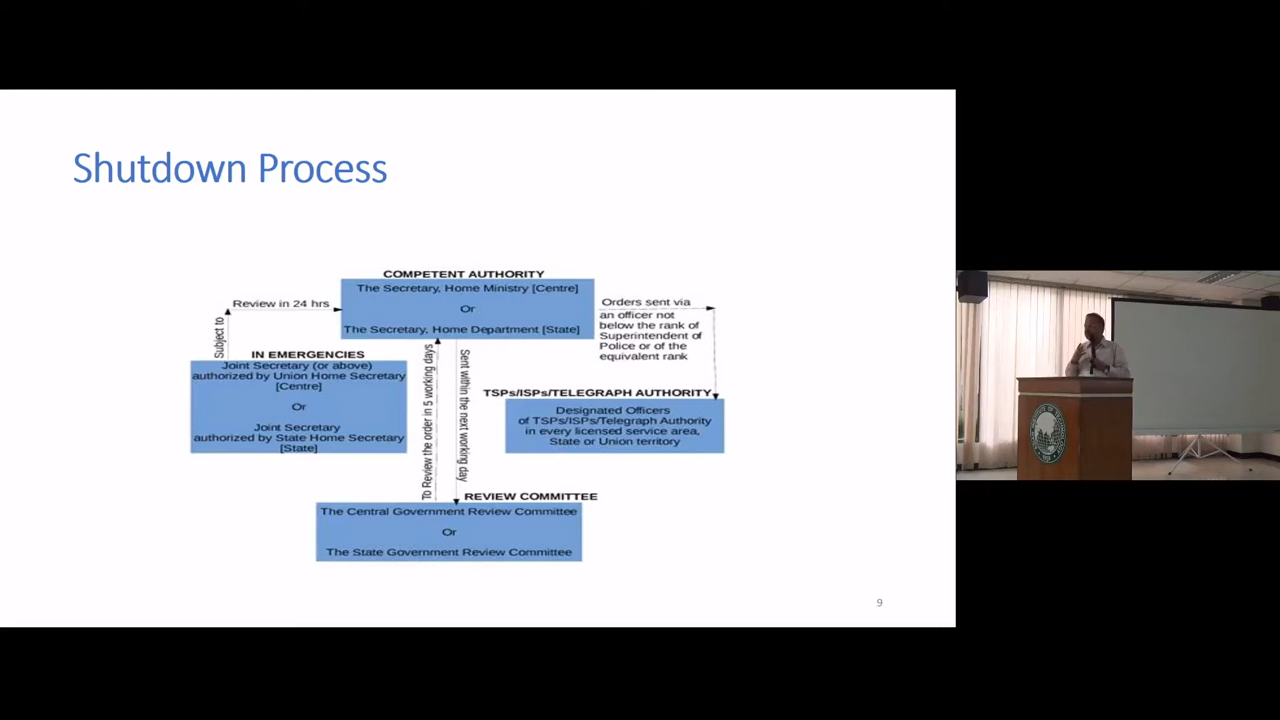 Shutdown Process
COMPETENT AUTHORITY
The Secretary, Home Ministry [Centre]
Or
The Secretary, Home Department [State]
Review in 24 hrs
Subject to
IN EMERGENCIES
Joint Secretary (or above)
authorized by Union Home Secretary
[Centre]
Or
Joint Secretary
authorized by State Home Secretary
[State]
To Review the order in 5 working days
Sent within the next working day
Orders sent via
an officer not
below the rank of
Superintendent of
Police or of the
equivalent rank
TSPs/ISPs/TELEGRAPH AUTHORITY
Designated Officers
of TSPs/ISPs/Telegraph Authority
in every licensed service area,
State or Union territory
REVIEW COMMITTEE
The Central Government Review Committee
Or
The State Government Review Committee
9